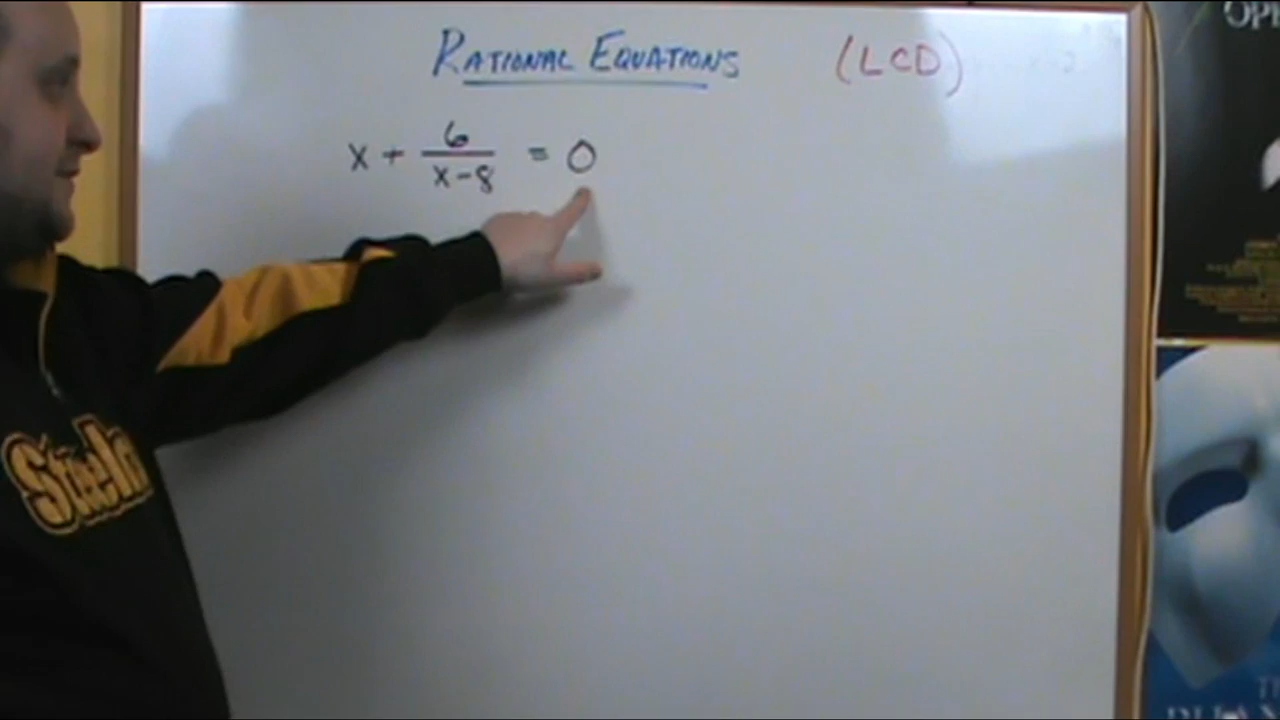 RATIONAL EQUATIONS (LCD)
x + 6/(x-8) = 0